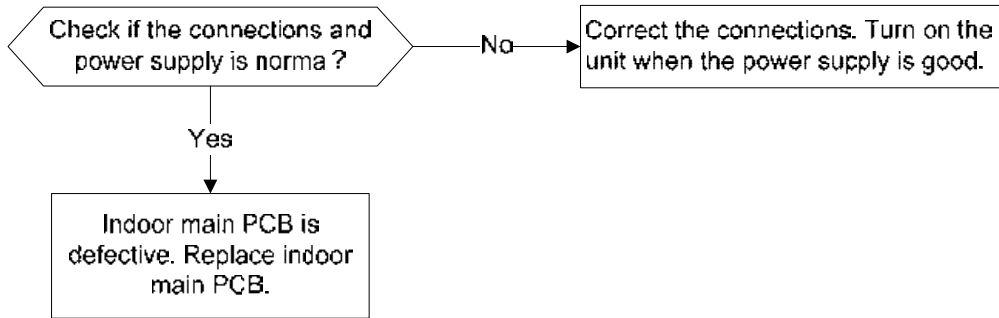 Check if the connections and
power supply is norma ?
No
Correct the connections. Turn on the
unit when the power supply is good.
Yes
Indoor main PCB is
defective. Replace indoor
main PCB.